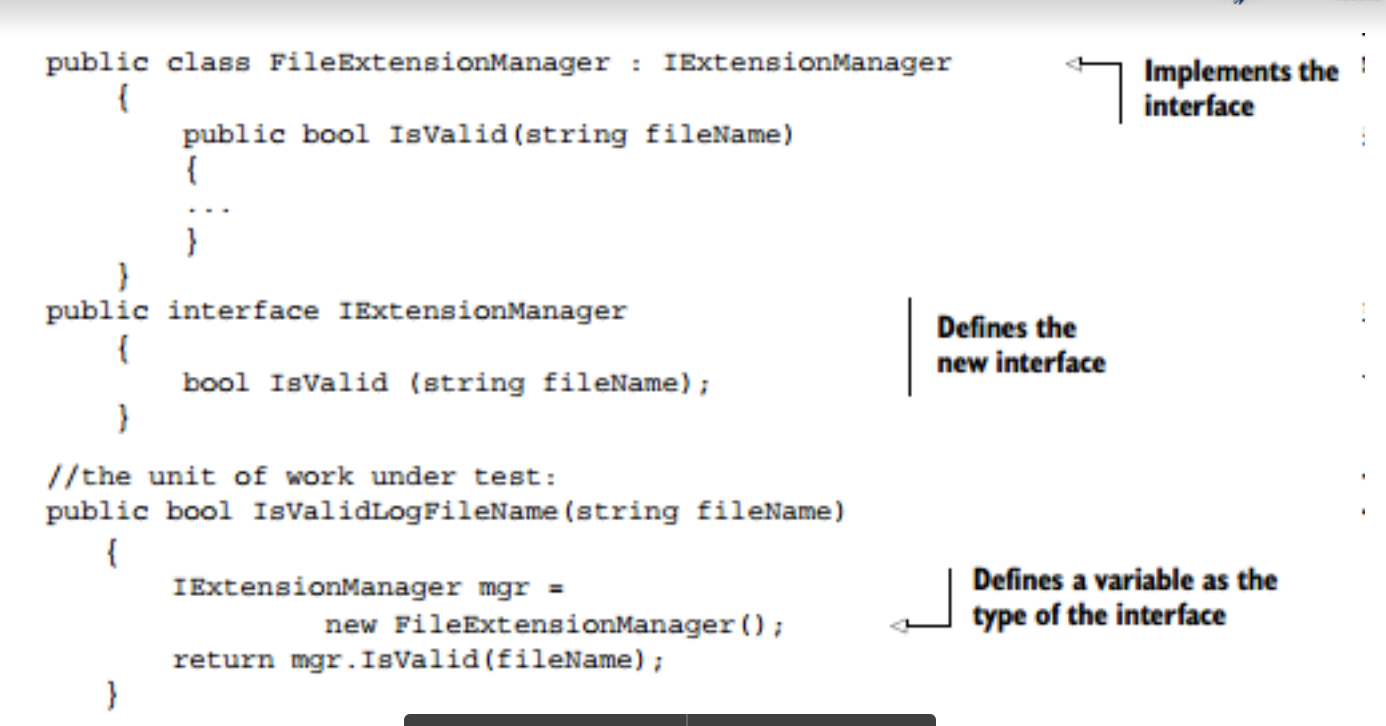 public class FileExtensionManager : IExtensionManager
Implements the
interface
{
public bool IsValid(string fileName)
{
...
}
}
public interface IExtensionManager
Defines the
new interface
{
bool IsValid (string fileName);
}
//the unit of work under test:
public bool IsValidLogFileName(string fileName)
{
IExtensionManager mgr =
new FileExtensionManager();
Defines a variable as the
type of the interface
return mgr.IsValid(fileName);
}